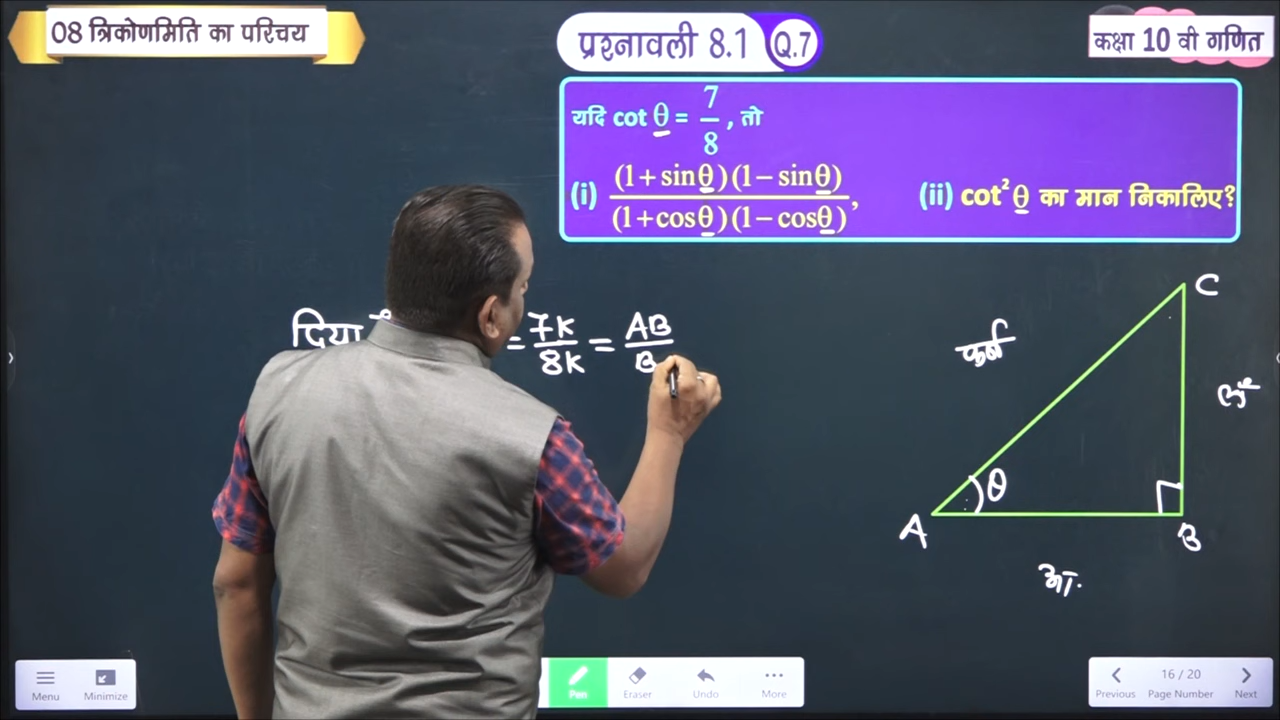 08 त्रिकोणमिति का परिचय
प्रश्नावली 8.1 Q.7
कक्षा 10 वी गणित
यदि cot θ = 7/8, तो
(i) (1+sinθ)(1−sinθ)/(1+cosθ)(1−cosθ), (ii) cot²θ का मान निकालिए?
दिया = 7K/8K = AB/B
C
कर्ण
θ
A
B
आ.
Menu
Minimize
Pen
Eraser
Undo
More
Previous
16 / 20
Page Number
Next